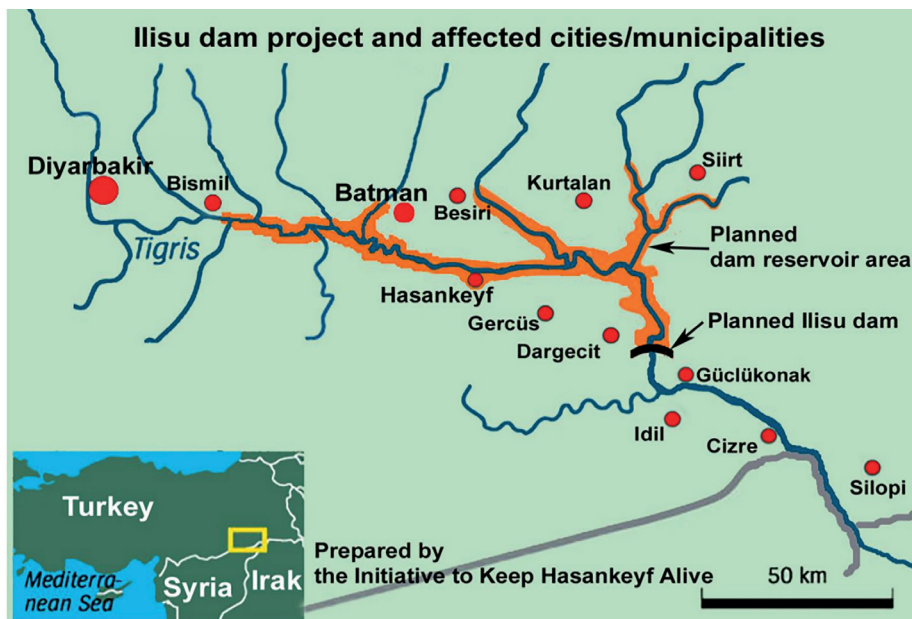 Ilisu dam project and affected cities/municipalities
Diyarbakir
Bismil
Batman
Besiri
Kurtalan
Siirt
Tigris
Planned
dam reservoir area
Hasankeyf
Gercüs
Dargecit
Planned Ilisu dam
Güclükonak
Idil
Cizre
Silopi
Turkey
Mediterra-
nean Sea
Syria
Irak
Prepared by
the Initiative to Keep Hasankeyf Alive
50 km